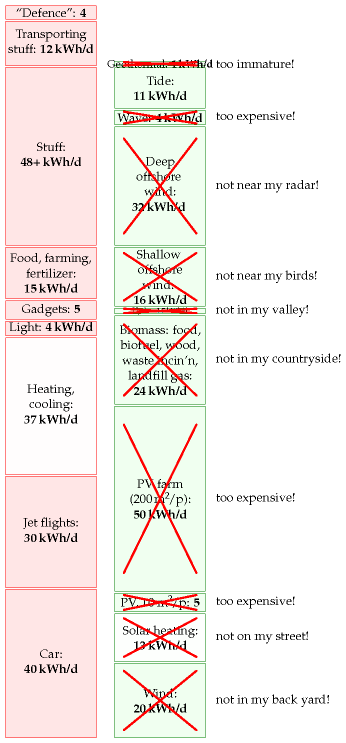 "Defence": 4
Transporting
stuff: 12 kWh/d
Stuff:
48+ kWh/d
Food, farming,
fertilizer:
15 kWh/d
Gadgets: 5
Light: 4 kWh/d
Heating,
cooling:
37 kWh/d
Jet flights:
30 kWh/d
Car:
40 kWh/d
Geothermal: 1 kWh/d too immature!
Tide:
11 kWh/d
Wave: 4 kWh/d too expensive!
Deep
offshore
wind:
32 kWh/d
not near my radar!
Shallow
offshore
wind:
16 kWh/d
not near my birds!
not in my valley!
Biomass: food,
biofuel, wood,
waste incin'n,
landfill gas:
24 kWh/d
not in my countryside!
PV farm
(200 m²/p):
50 kWh/d
too expensive!
PV, 10 m²/p: 5 too expensive!
Solar heating:
13 kWh/d
not on my street!
Wind:
20 kWh/d
not in my back yard!